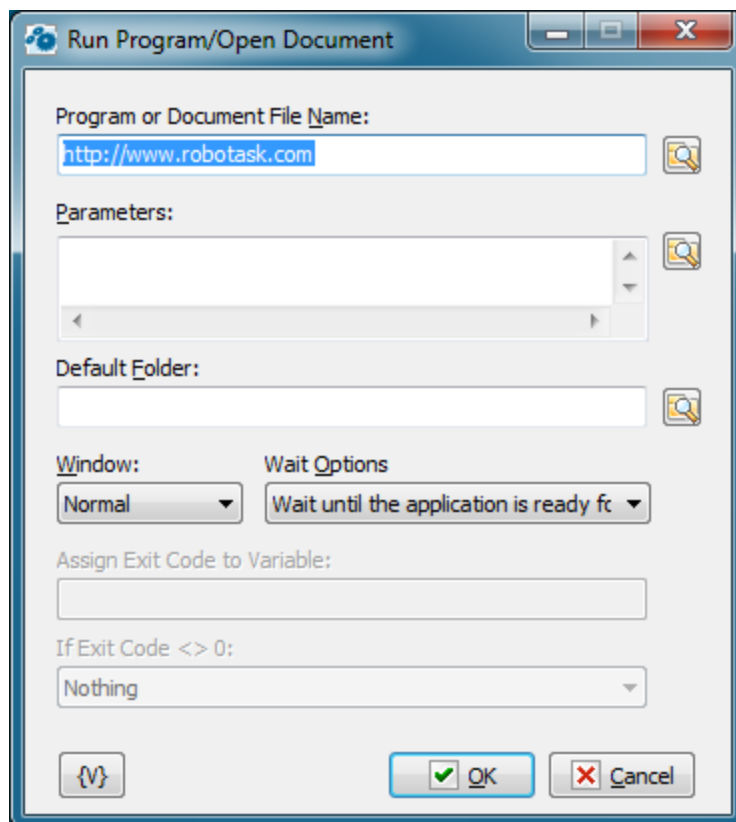 Run Program/Open Document
Program or Document File Name:
http://www.robotask.com
Parameters:
Default Folder:
Window:
Wait Options
Normal
Wait until the application is ready fc
Assign Exit Code to Variable:
If Exit Code <> 0:
Nothing
{V}
OK
Cancel